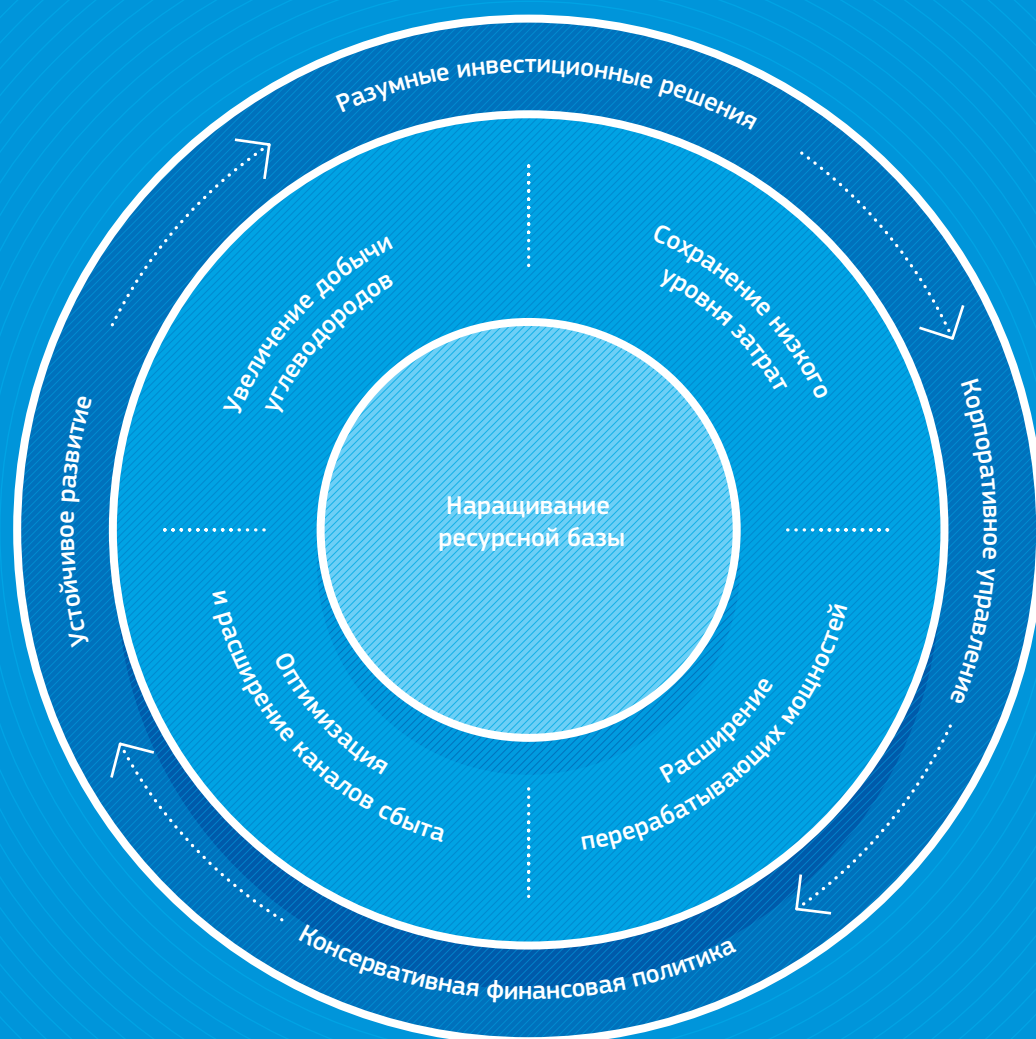 Разумные инвестиционные решения
Корпоративное управление
Консервативная финансовая политика
Устойчивое развитие
Увеличение добычи
углеводородов
Сохранение низкого
уровня затрат
Расширение
перерабатывающих мощностей
Оптимизация
и расширение каналов сбыта
Наращивание
ресурсной базы